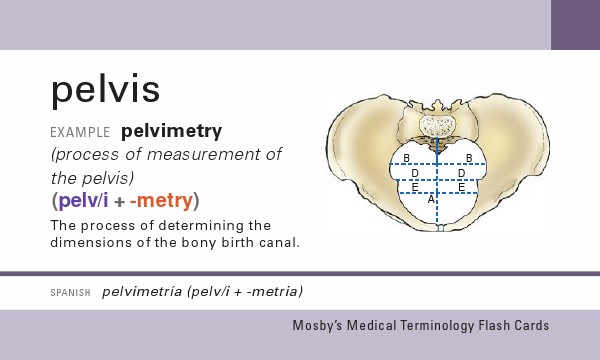 pelvis
EXAMPLE pelvimetry
(process of measurement of
the pelvis)
(pelv/i + -metry)
The process of determining the
dimensions of the bony birth canal.
B B
D D
E E
A
SPANISH pelvimetría (pelv/i + -metria)
Mosby's Medical Terminology Flash Cards